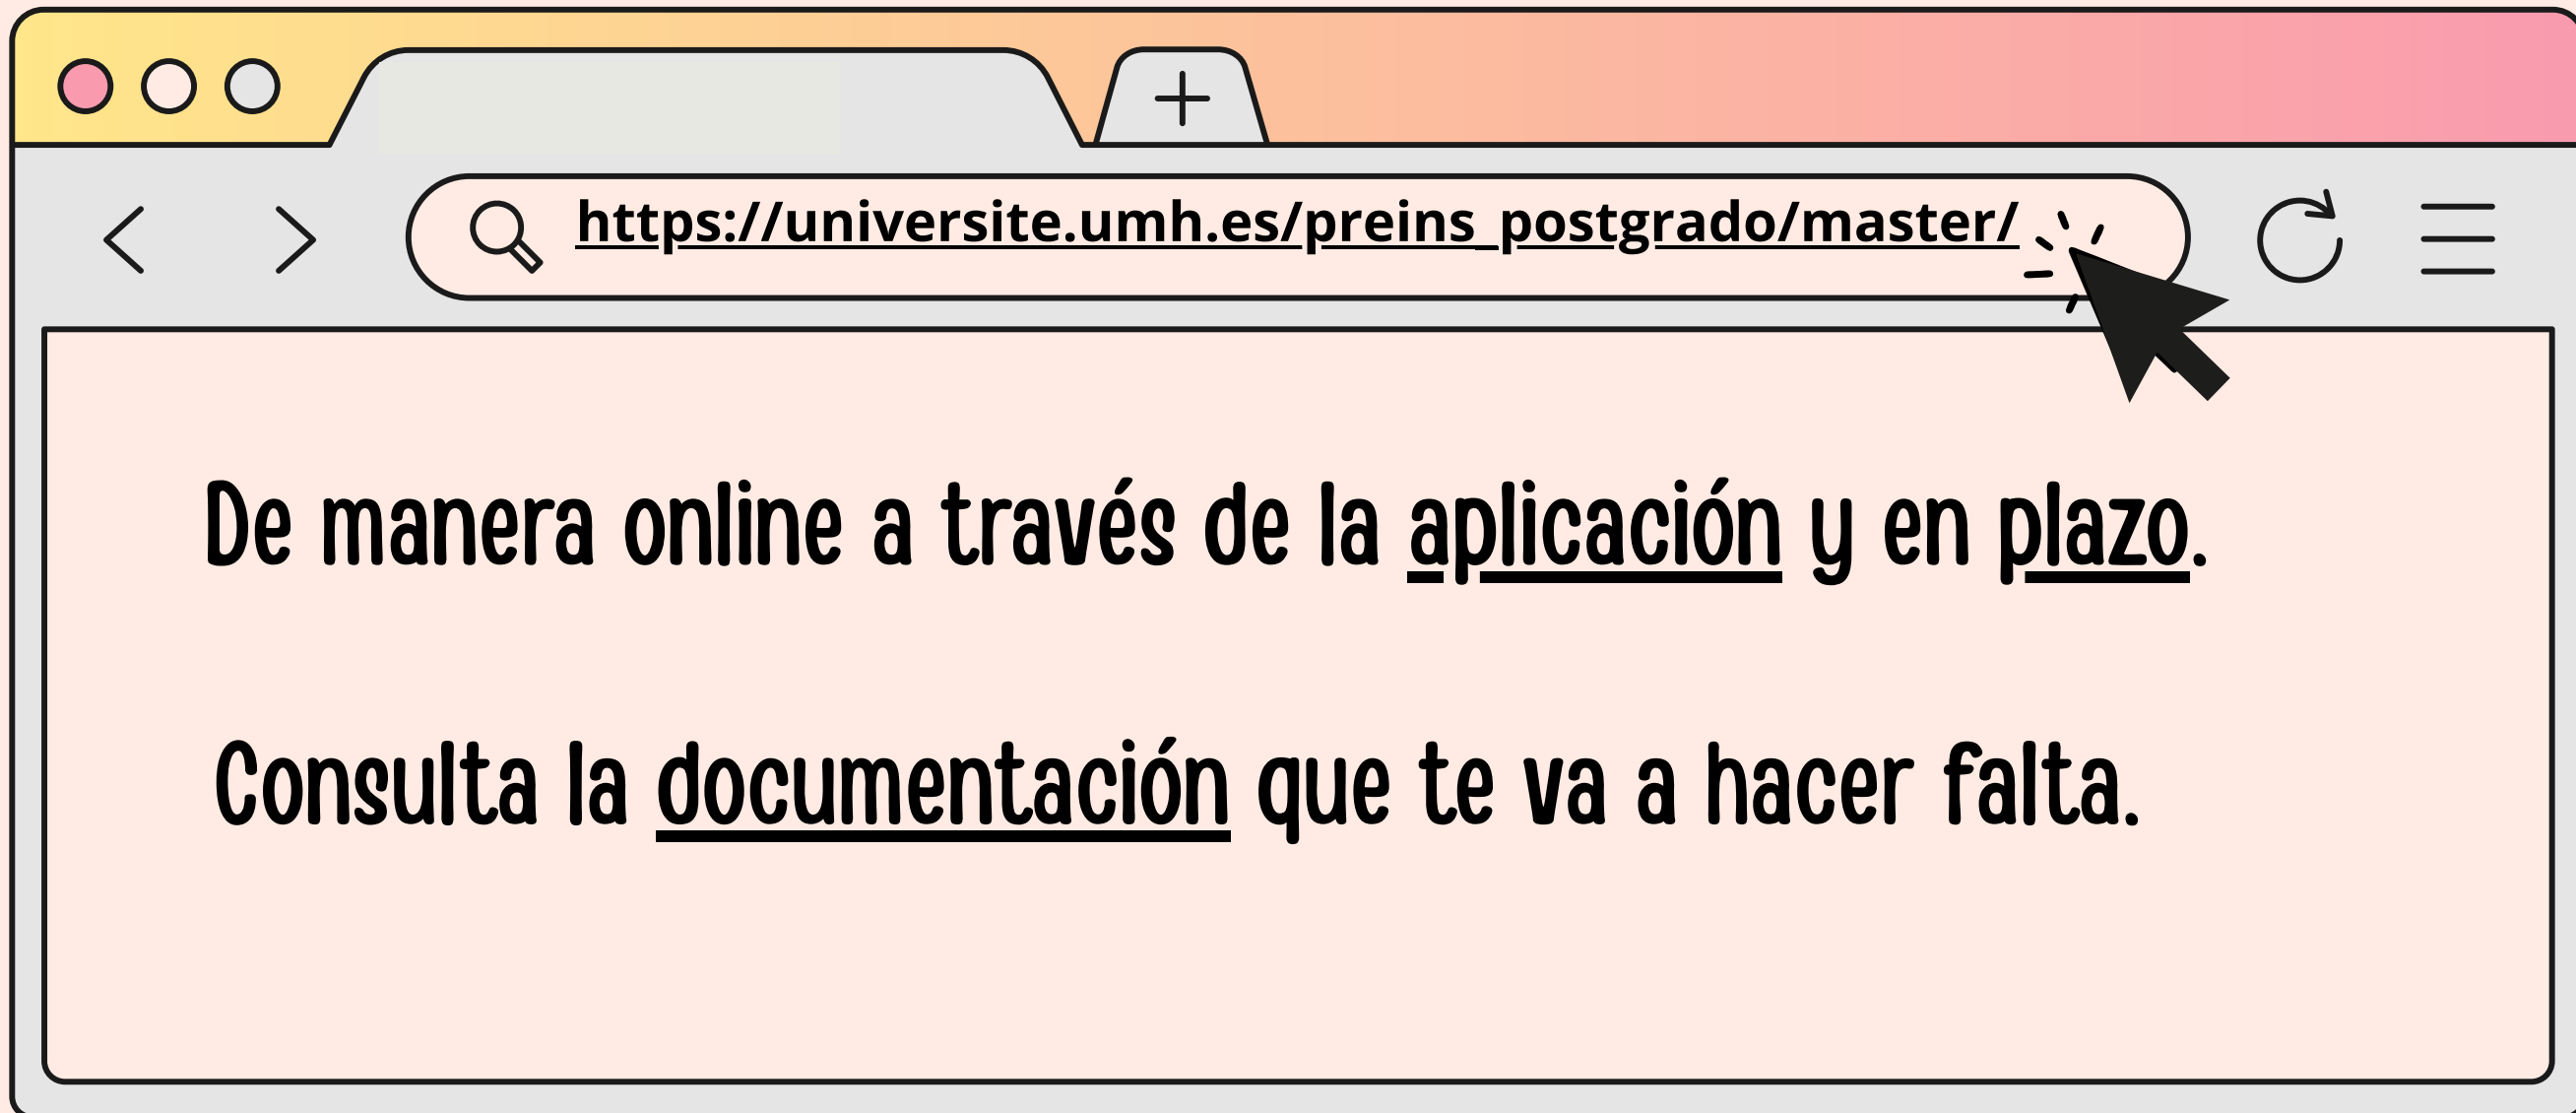 https://universite.umh.es/preins_postgrado/master/
De manera online a través de la aplicación y en plazo.
Consulta la documentación que te va a hacer falta.